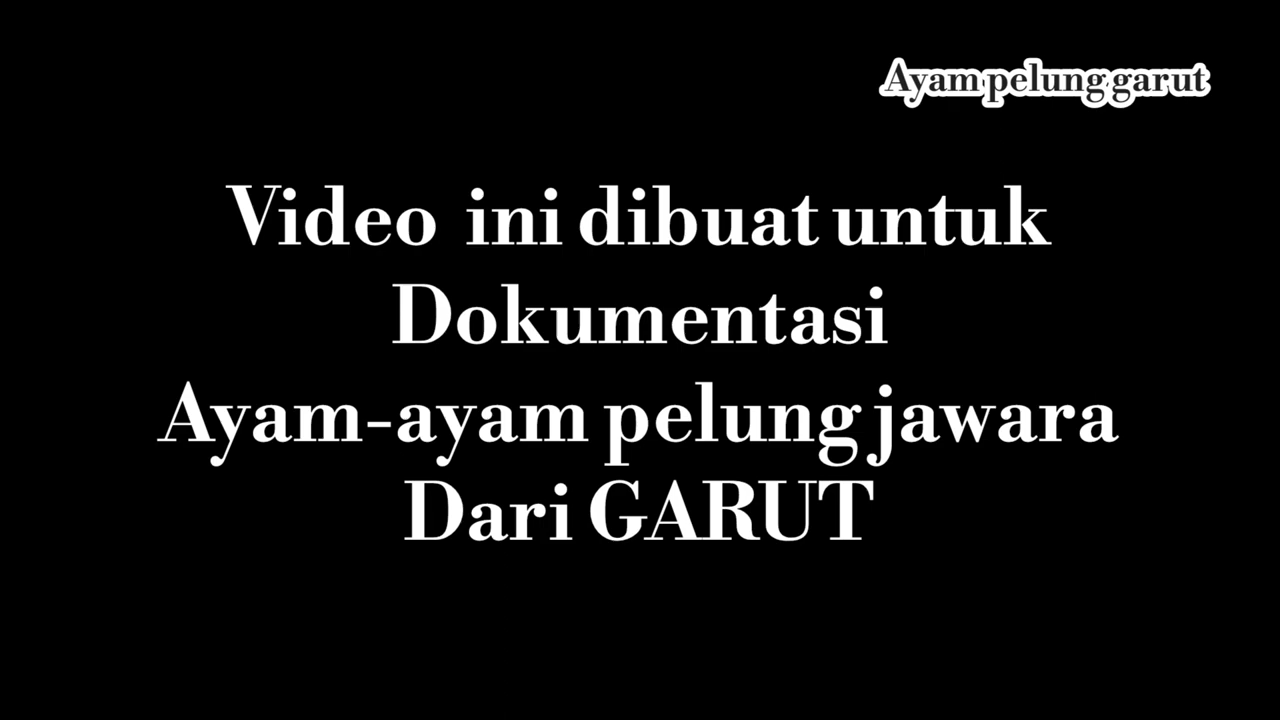 Ayam pelung garut
Video ini dibuat untuk
Dokumentasi
Ayam-ayam pelung jawara
Dari GARUT